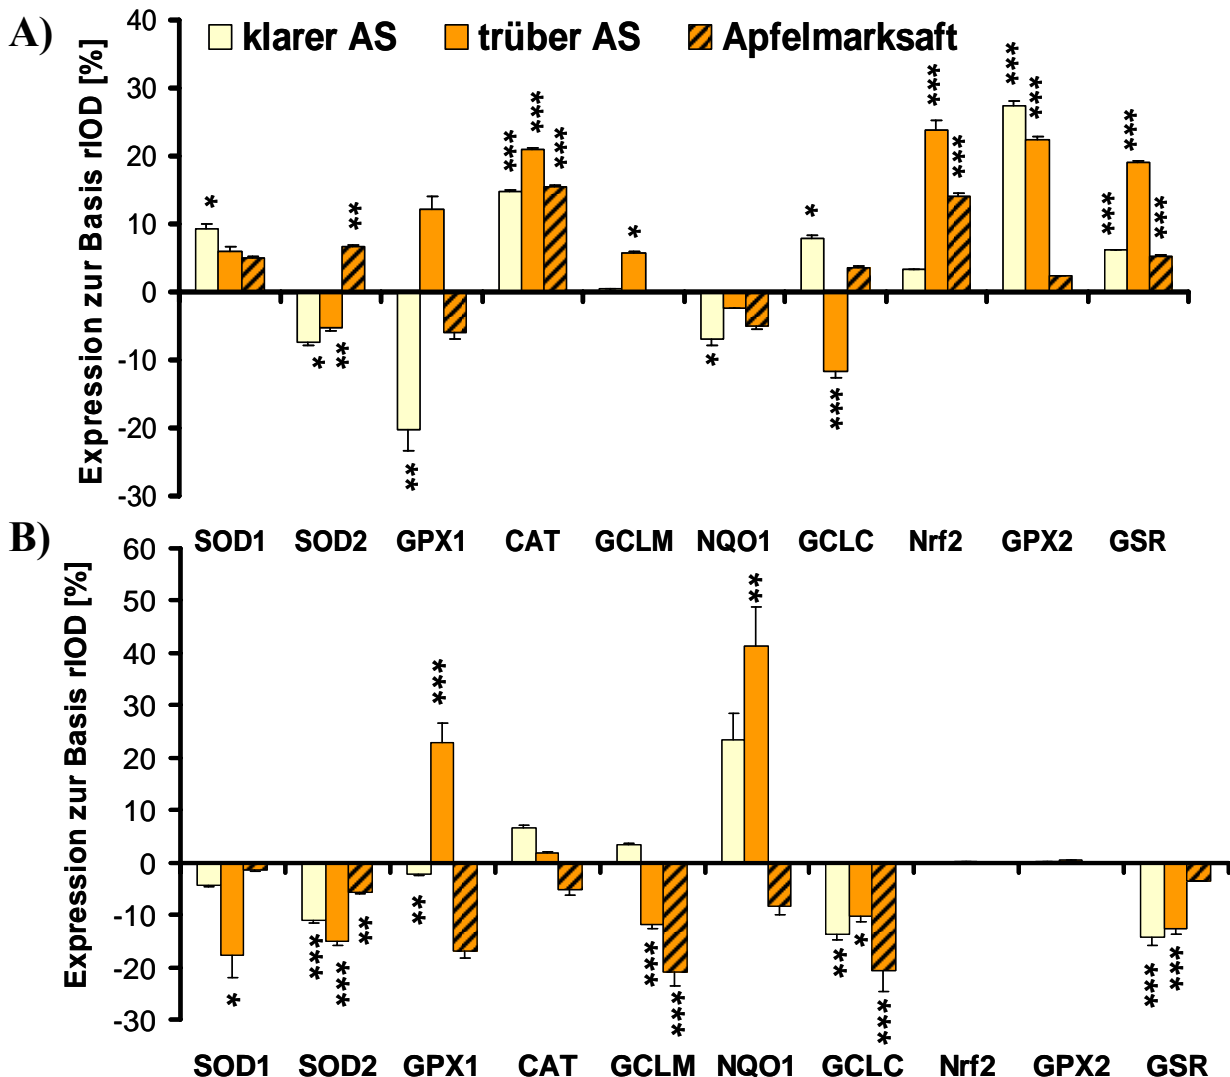 A)
klarer AS trüber AS Apfelmarksaft
Expression zur Basis rIOD [%]
40
30
20
10
0
-10
-20
-30
* ** *** *** *** * * *** *** *** *** *** *** ***
* ** ** * ***
SOD1 SOD2 GPX1 CAT GCLM NQO1 GCLC Nrf2 GPX2 GSR
B)
Expression zur Basis rIOD [%]
60
50
40
30
20
10
0
-10
-20
-30
*** **
* *** *** ** ** *** *** ** * *** *** ***
SOD1 SOD2 GPX1 CAT GCLM NQO1 GCLC Nrf2 GPX2 GSR